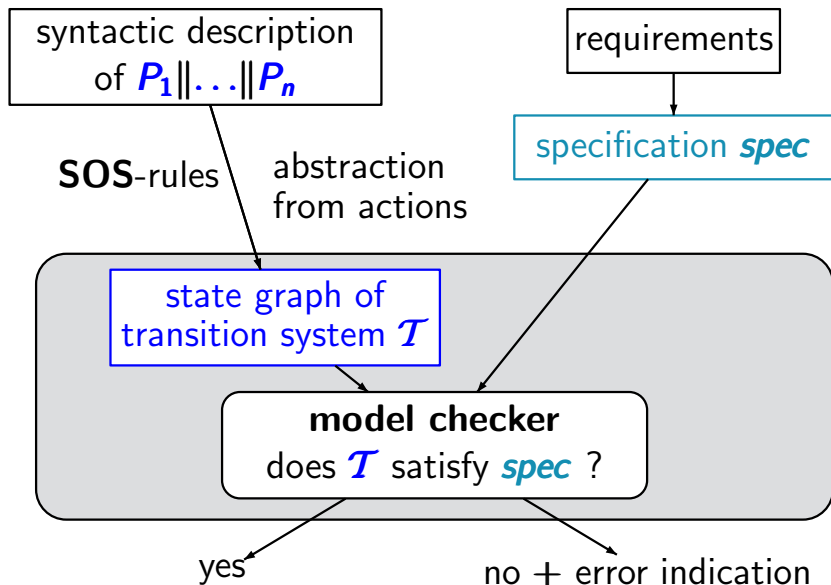 syntactic description
of P₁‖...‖Pₙ
requirements
specification spec
SOS-rules
abstraction
from actions
state graph of
transition system 𝒯
model checker
does 𝒯 satisfy spec ?
yes
no + error indication